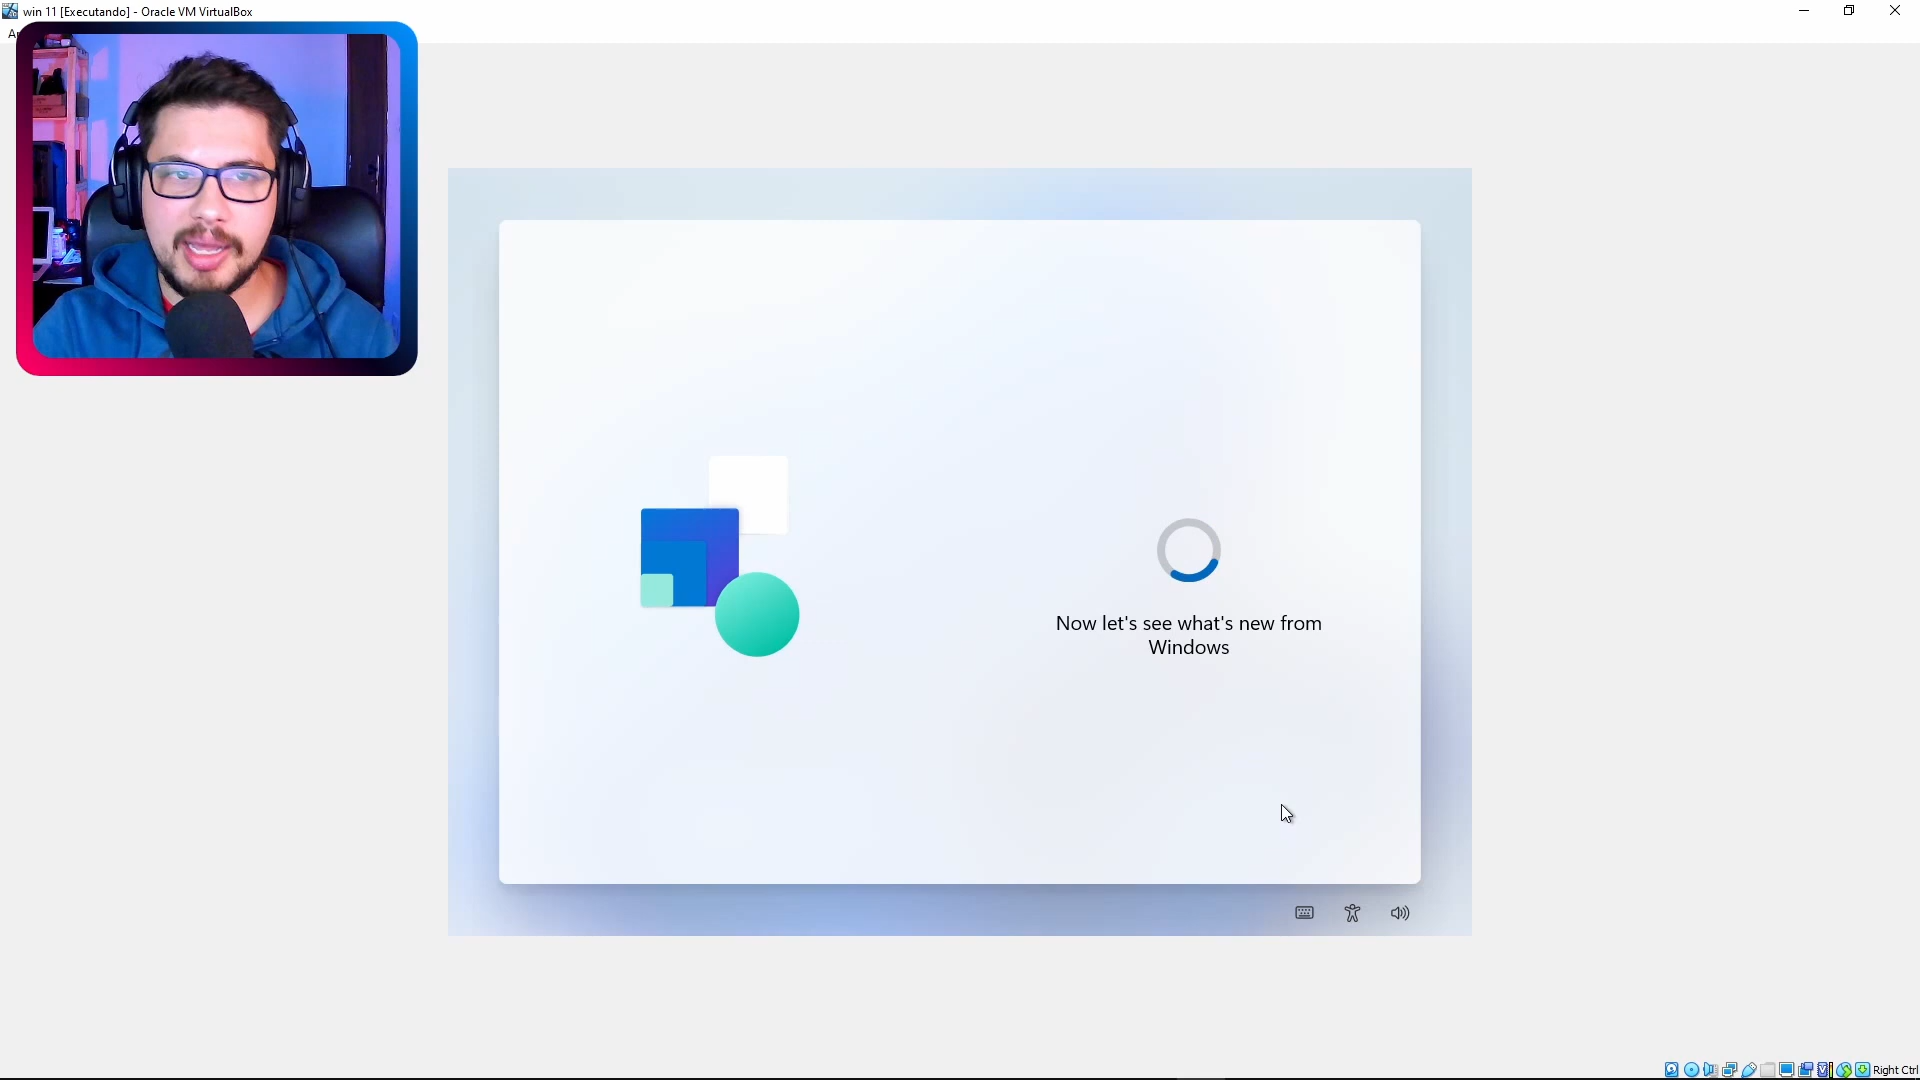 win 11 [Executando] - Oracle VM VirtualBox
Now let's see what's new from
Windows
Right Ctrl